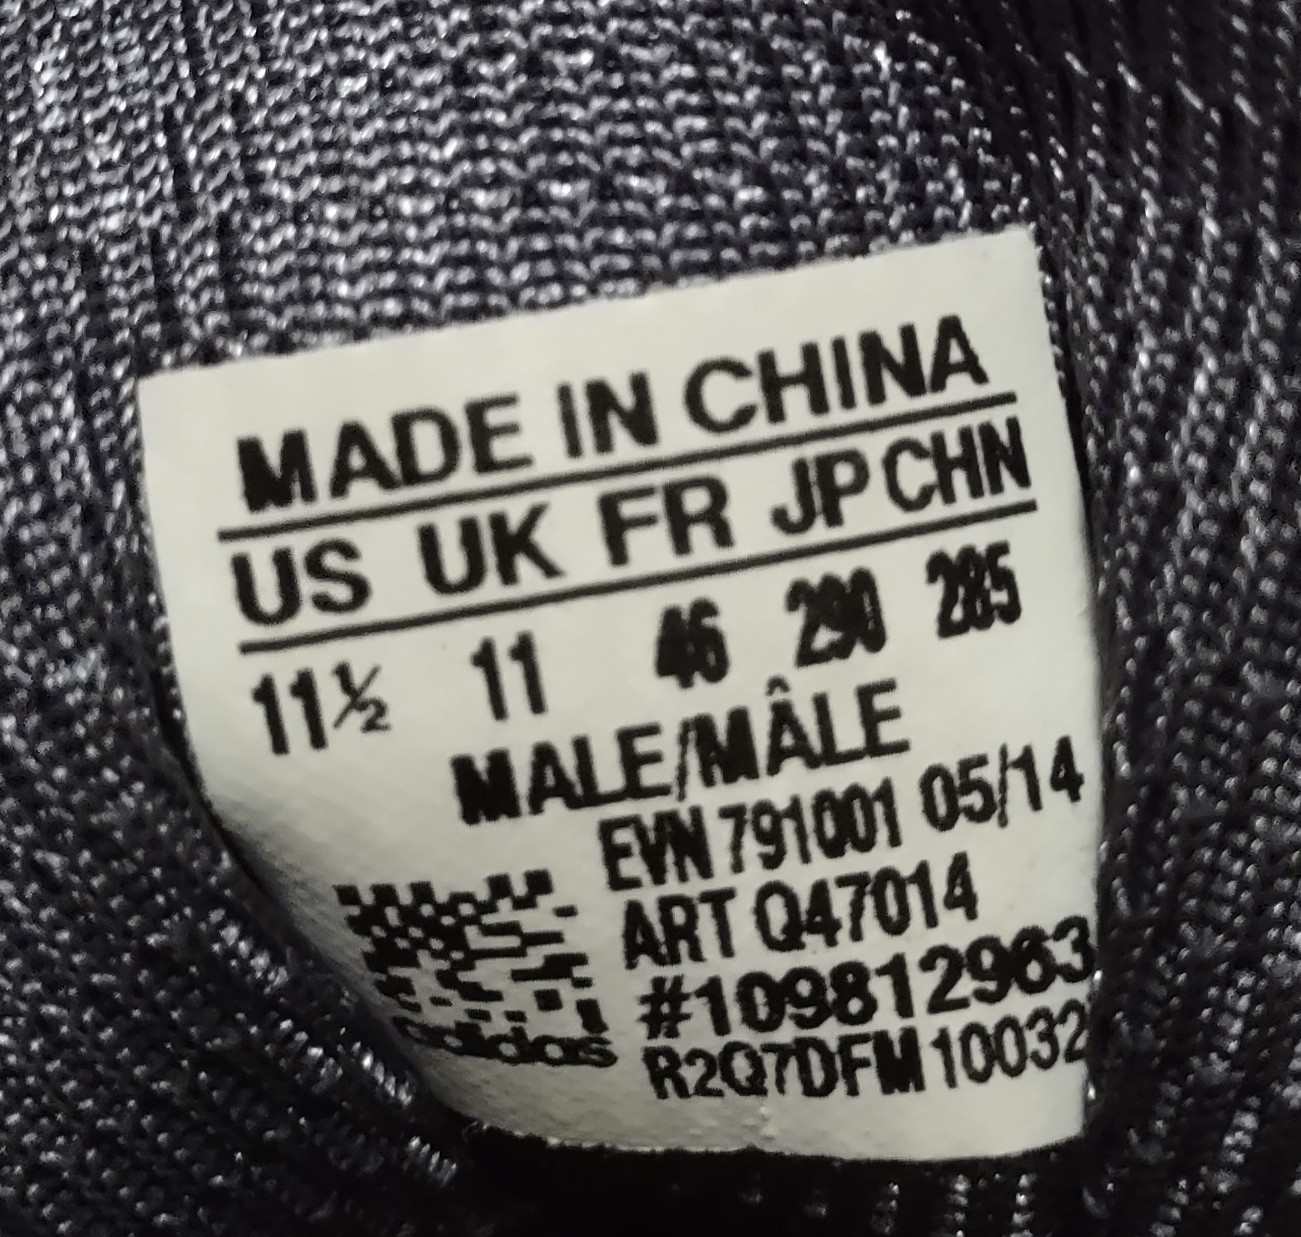 MADE IN CHINA
US UK FR JP CHN
11½ 11 46 290 285
MALE/MÂLE
EVN 791001 05/14
ART Q47014
#109812963
R2Q7DFM 10032
adidas